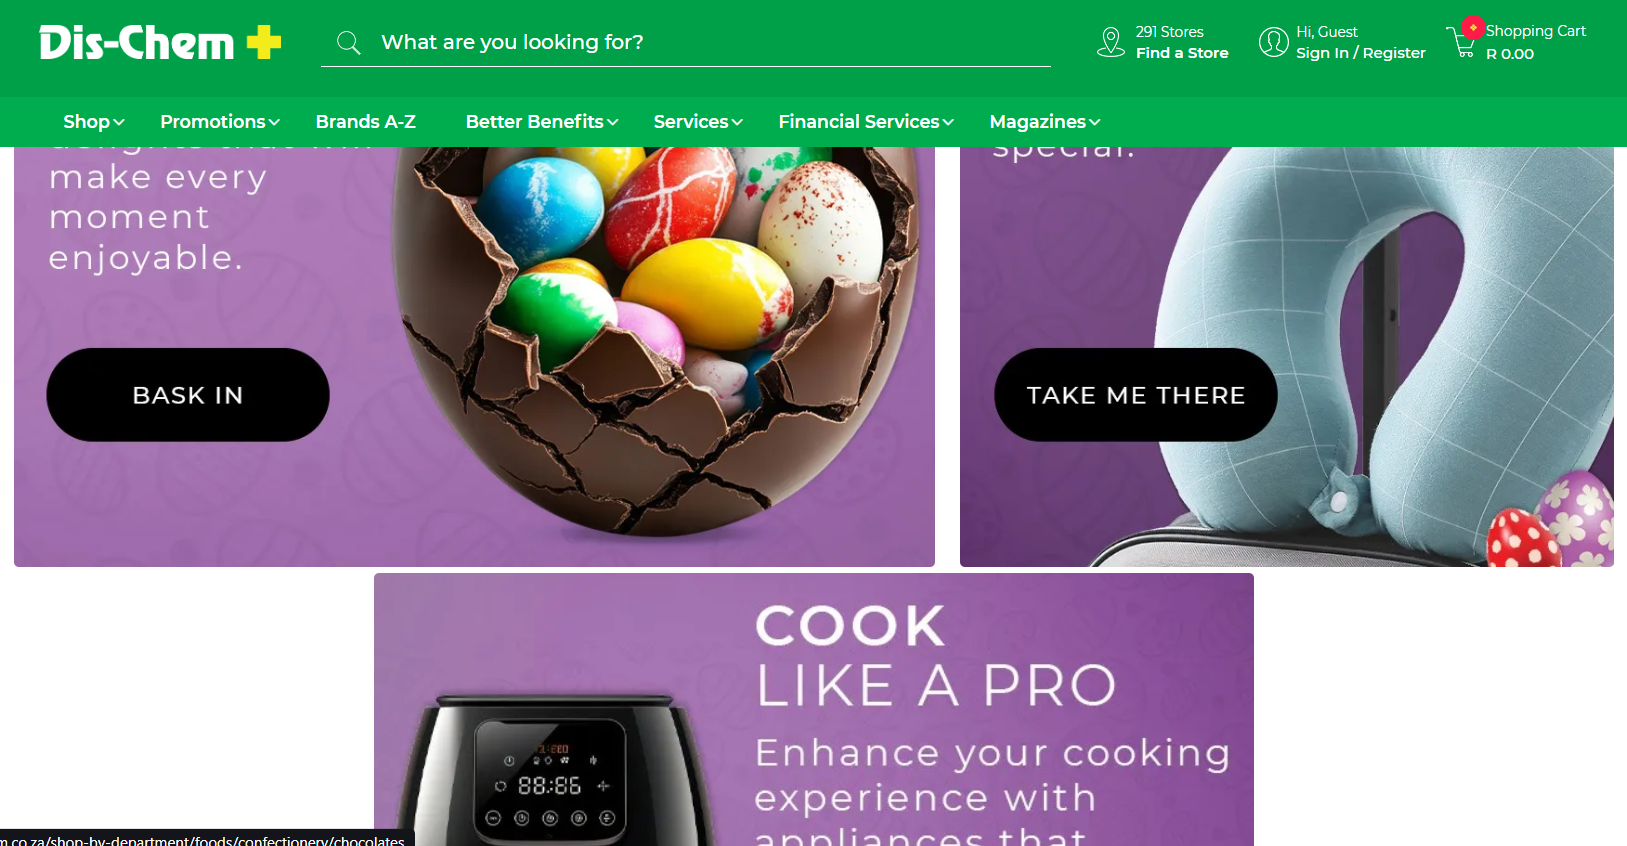 Dis-Chem
What are you looking for?
291 Stores
Find a Store
Hi, Guest
Sign In / Register
Shopping Cart
R 0.00
Shop
Promotions
Brands A-Z
Better Benefits
Services
Financial Services
Magazines
delights that will
make every
moment
enjoyable.
BASK IN
special.
TAKE ME THERE
COOK
LIKE A PRO
Enhance your cooking
experience with
appliances that
88:86
m.co.za/shop-by-department/foods/confectionery/chocolates